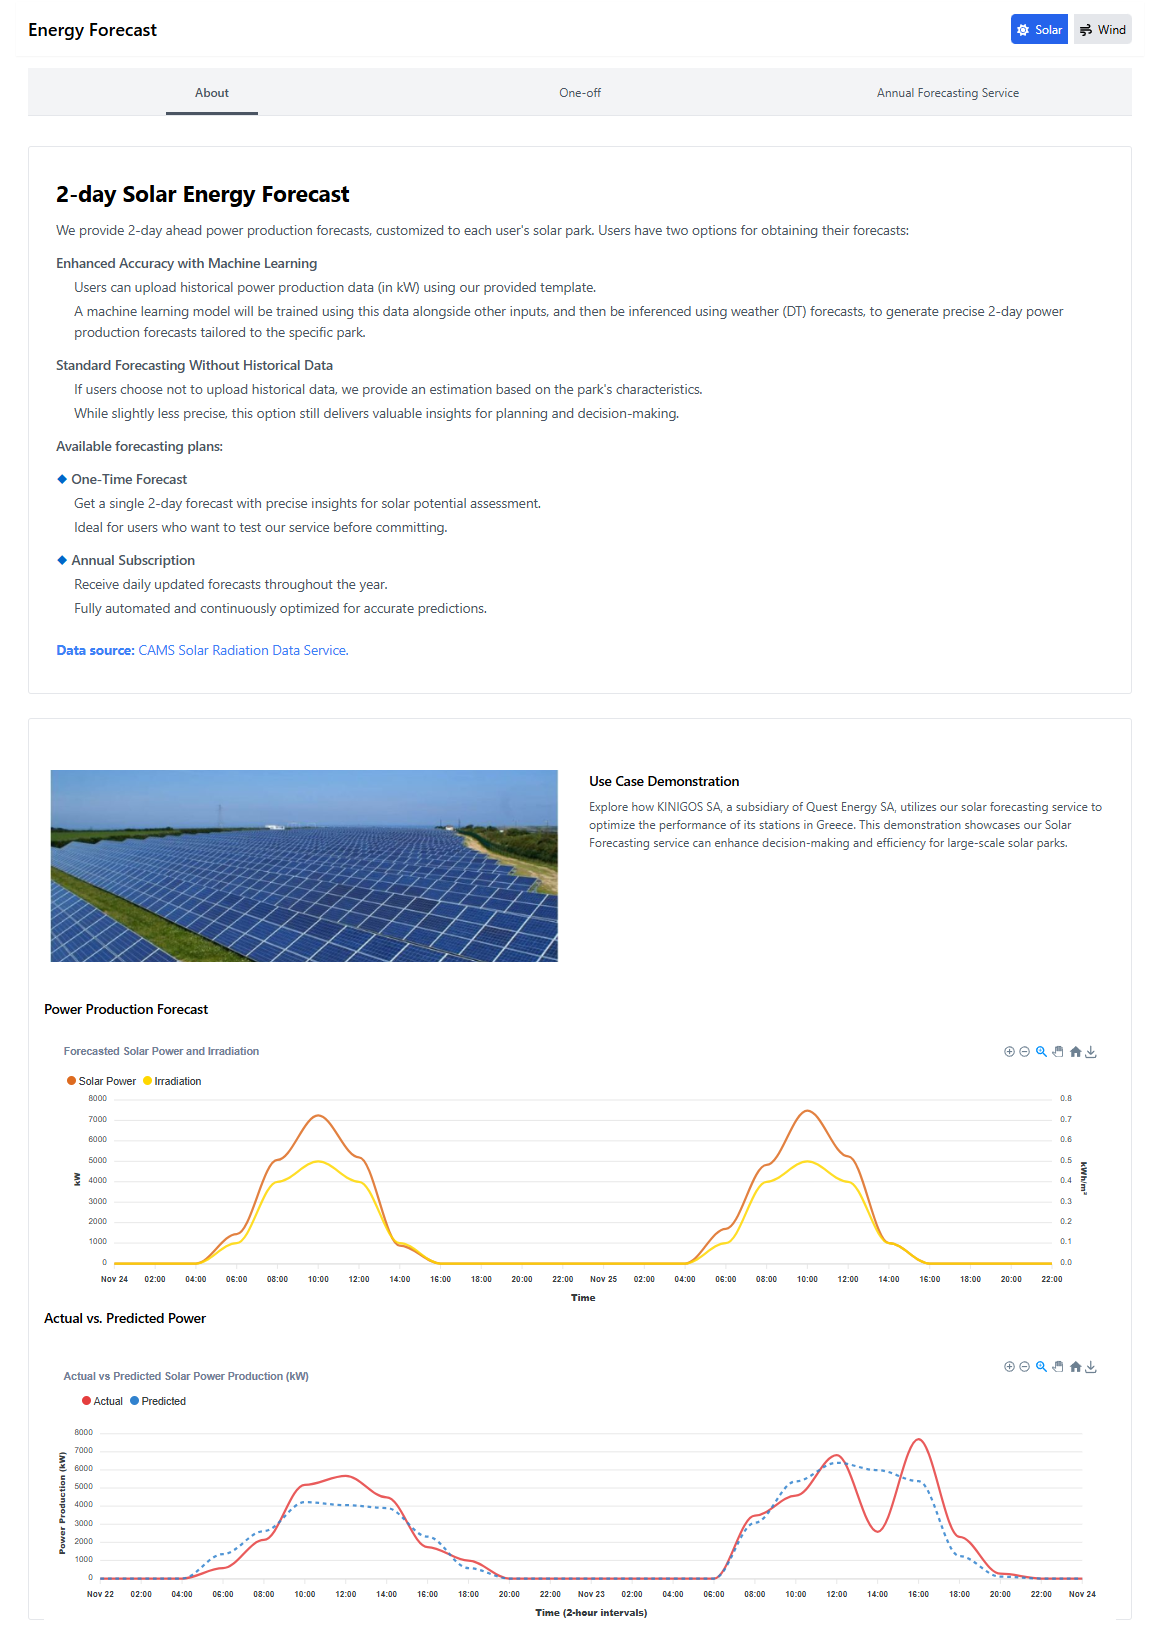 Energy Forecast
Solar
Wind
About
One-off
Annual Forecasting Service
2-day Solar Energy Forecast
We provide 2-day ahead power production forecasts, customized to each user's solar park. Users have two options for obtaining their forecasts:
Enhanced Accuracy with Machine Learning
Users can upload historical power production data (in kW) using our provided template.
A machine learning model will be trained using this data alongside other inputs, and then be inferenced using weather (DT) forecasts, to generate precise 2-day power
production forecasts tailored to the specific park.
Standard Forecasting Without Historical Data
If users choose not to upload historical data, we provide an estimation based on the park's characteristics.
While slightly less precise, this option still delivers valuable insights for planning and decision-making.
Available forecasting plans:
One-Time Forecast
Get a single 2-day forecast with precise insights for solar potential assessment.
Ideal for users who want to test our service before committing.
Annual Subscription
Receive daily updated forecasts throughout the year.
Fully automated and continuously optimized for accurate predictions.
Data source: CAMS Solar Radiation Data Service.
Use Case Demonstration
Explore how KINIGOS SA, a subsidiary of Quest Energy SA, utilizes our solar forecasting service to
optimize the performance of its stations in Greece. This demonstration showcases our Solar
Forecasting service can enhance decision-making and efficiency for large-scale solar parks.
Power Production Forecast
Forecasted Solar Power and Irradiation
Solar Power Irradiation
8000
7000
6000
5000
4000
3000
2000
1000
0
kW
0.8
0.7
0.6
0.5
0.4
0.3
0.2
0.1
0.0
kWh/m²
Nov 24 02:00 04:00 06:00 08:00 10:00 12:00 14:00 16:00 18:00 20:00 22:00 Nov 25 02:00 04:00 06:00 08:00 10:00 12:00 14:00 16:00 18:00 20:00 22:00
Time
Actual vs. Predicted Power
Actual vs Predicted Solar Power Production (kW)
Actual Predicted
8000
7000
6000
5000
4000
3000
2000
1000
0
Power Production (kW)
Nov 22 02:00 04:00 06:00 08:00 10:00 12:00 14:00 16:00 18:00 20:00 22:00 Nov 23 02:00 04:00 06:00 08:00 10:00 12:00 14:00 16:00 18:00 20:00 22:00 Nov 24
Time (2-hour intervals)